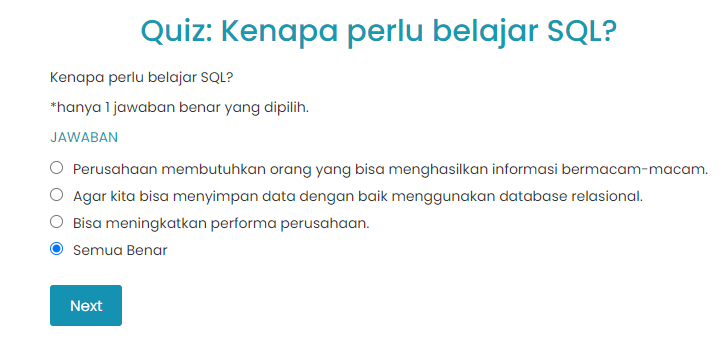 Quiz: Kenapa perlu belajar SQL?
Kenapa perlu belajar SQL?
*hanya 1 jawaban benar yang dipilih.
JAWABAN
Perusahaan membutuhkan orang yang bisa menghasilkan informasi bermacam-macam.
Agar kita bisa menyimpan data dengan baik menggunakan database relasional.
Bisa meningkatkan performa perusahaan.
Semua Benar
Next